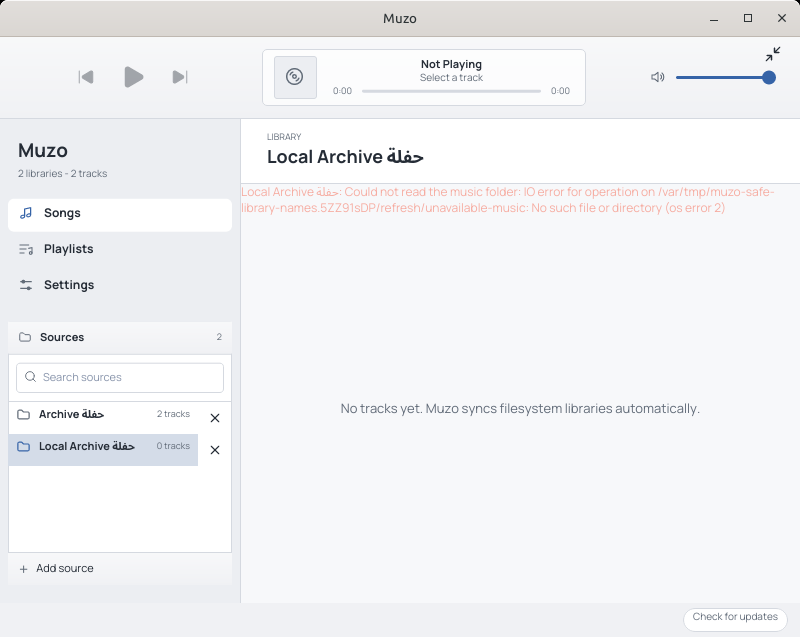 Muzo
Not Playing
Select a track
0:00
0:00
Muzo
2 libraries - 2 tracks
Songs
Playlists
Settings
Sources
2
Search sources
Archive حفلة
2 tracks
Local Archive حفلة
0 tracks
Add source
LIBRARY
Local Archive حفلة
Local Archive حفلة: Could not read the music folder: IO error for operation on /var/tmp/muzo-safe-
library-names.5ZZ91sDP/refresh/unavailable-music: No such file or directory (os error 2)
No tracks yet. Muzo syncs filesystem libraries automatically.
Check for updates